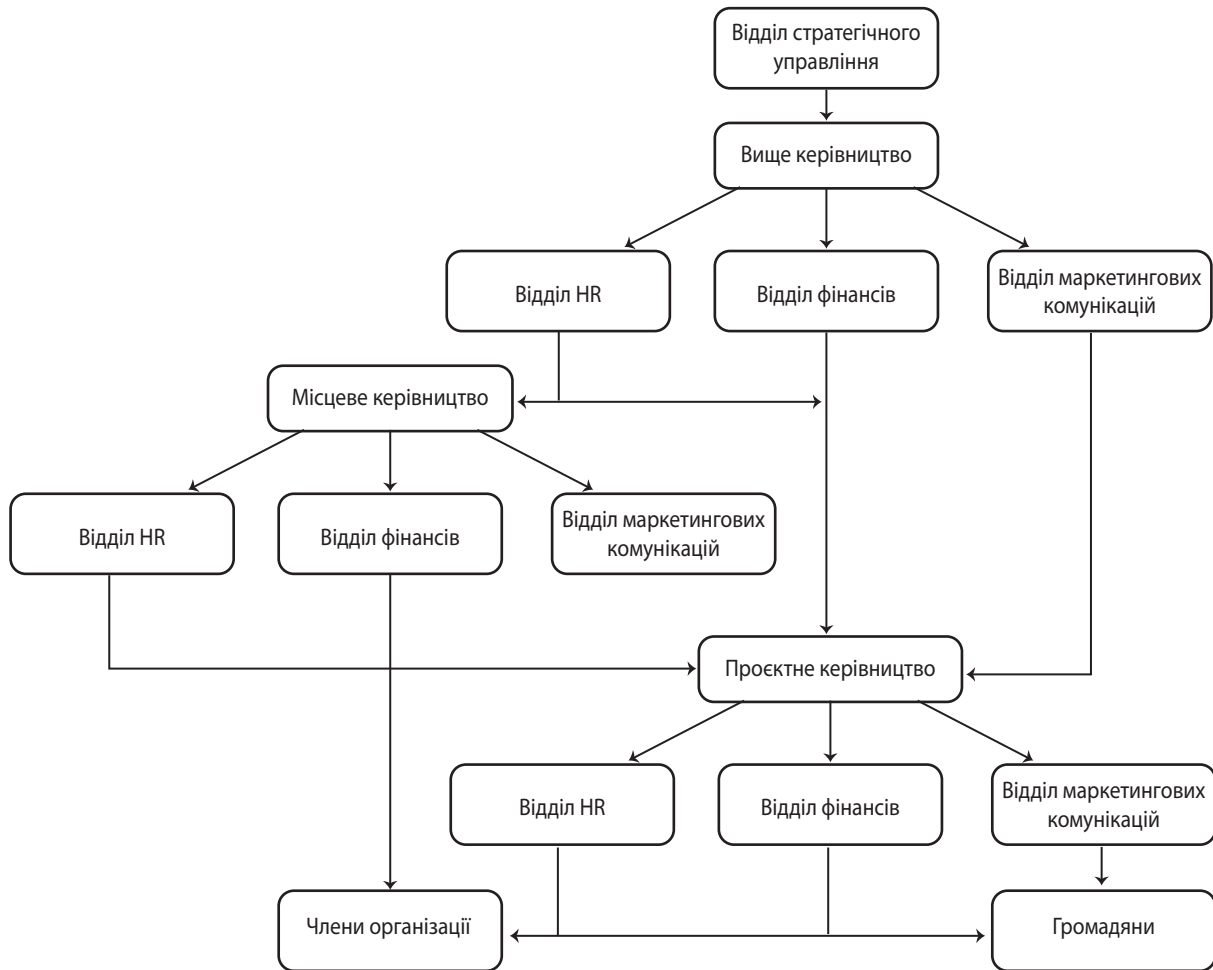 Відділ стратегічного
управління
Вище керівництво
Відділ HR
Відділ фінансів
Відділ маркетингових
комунікацій
Місцеве керівництво
Відділ HR
Відділ фінансів
Відділ маркетингових
комунікацій
Проєктне керівництво
Відділ HR
Відділ фінансів
Відділ маркетингових
комунікацій
Члени організації
Громадяни